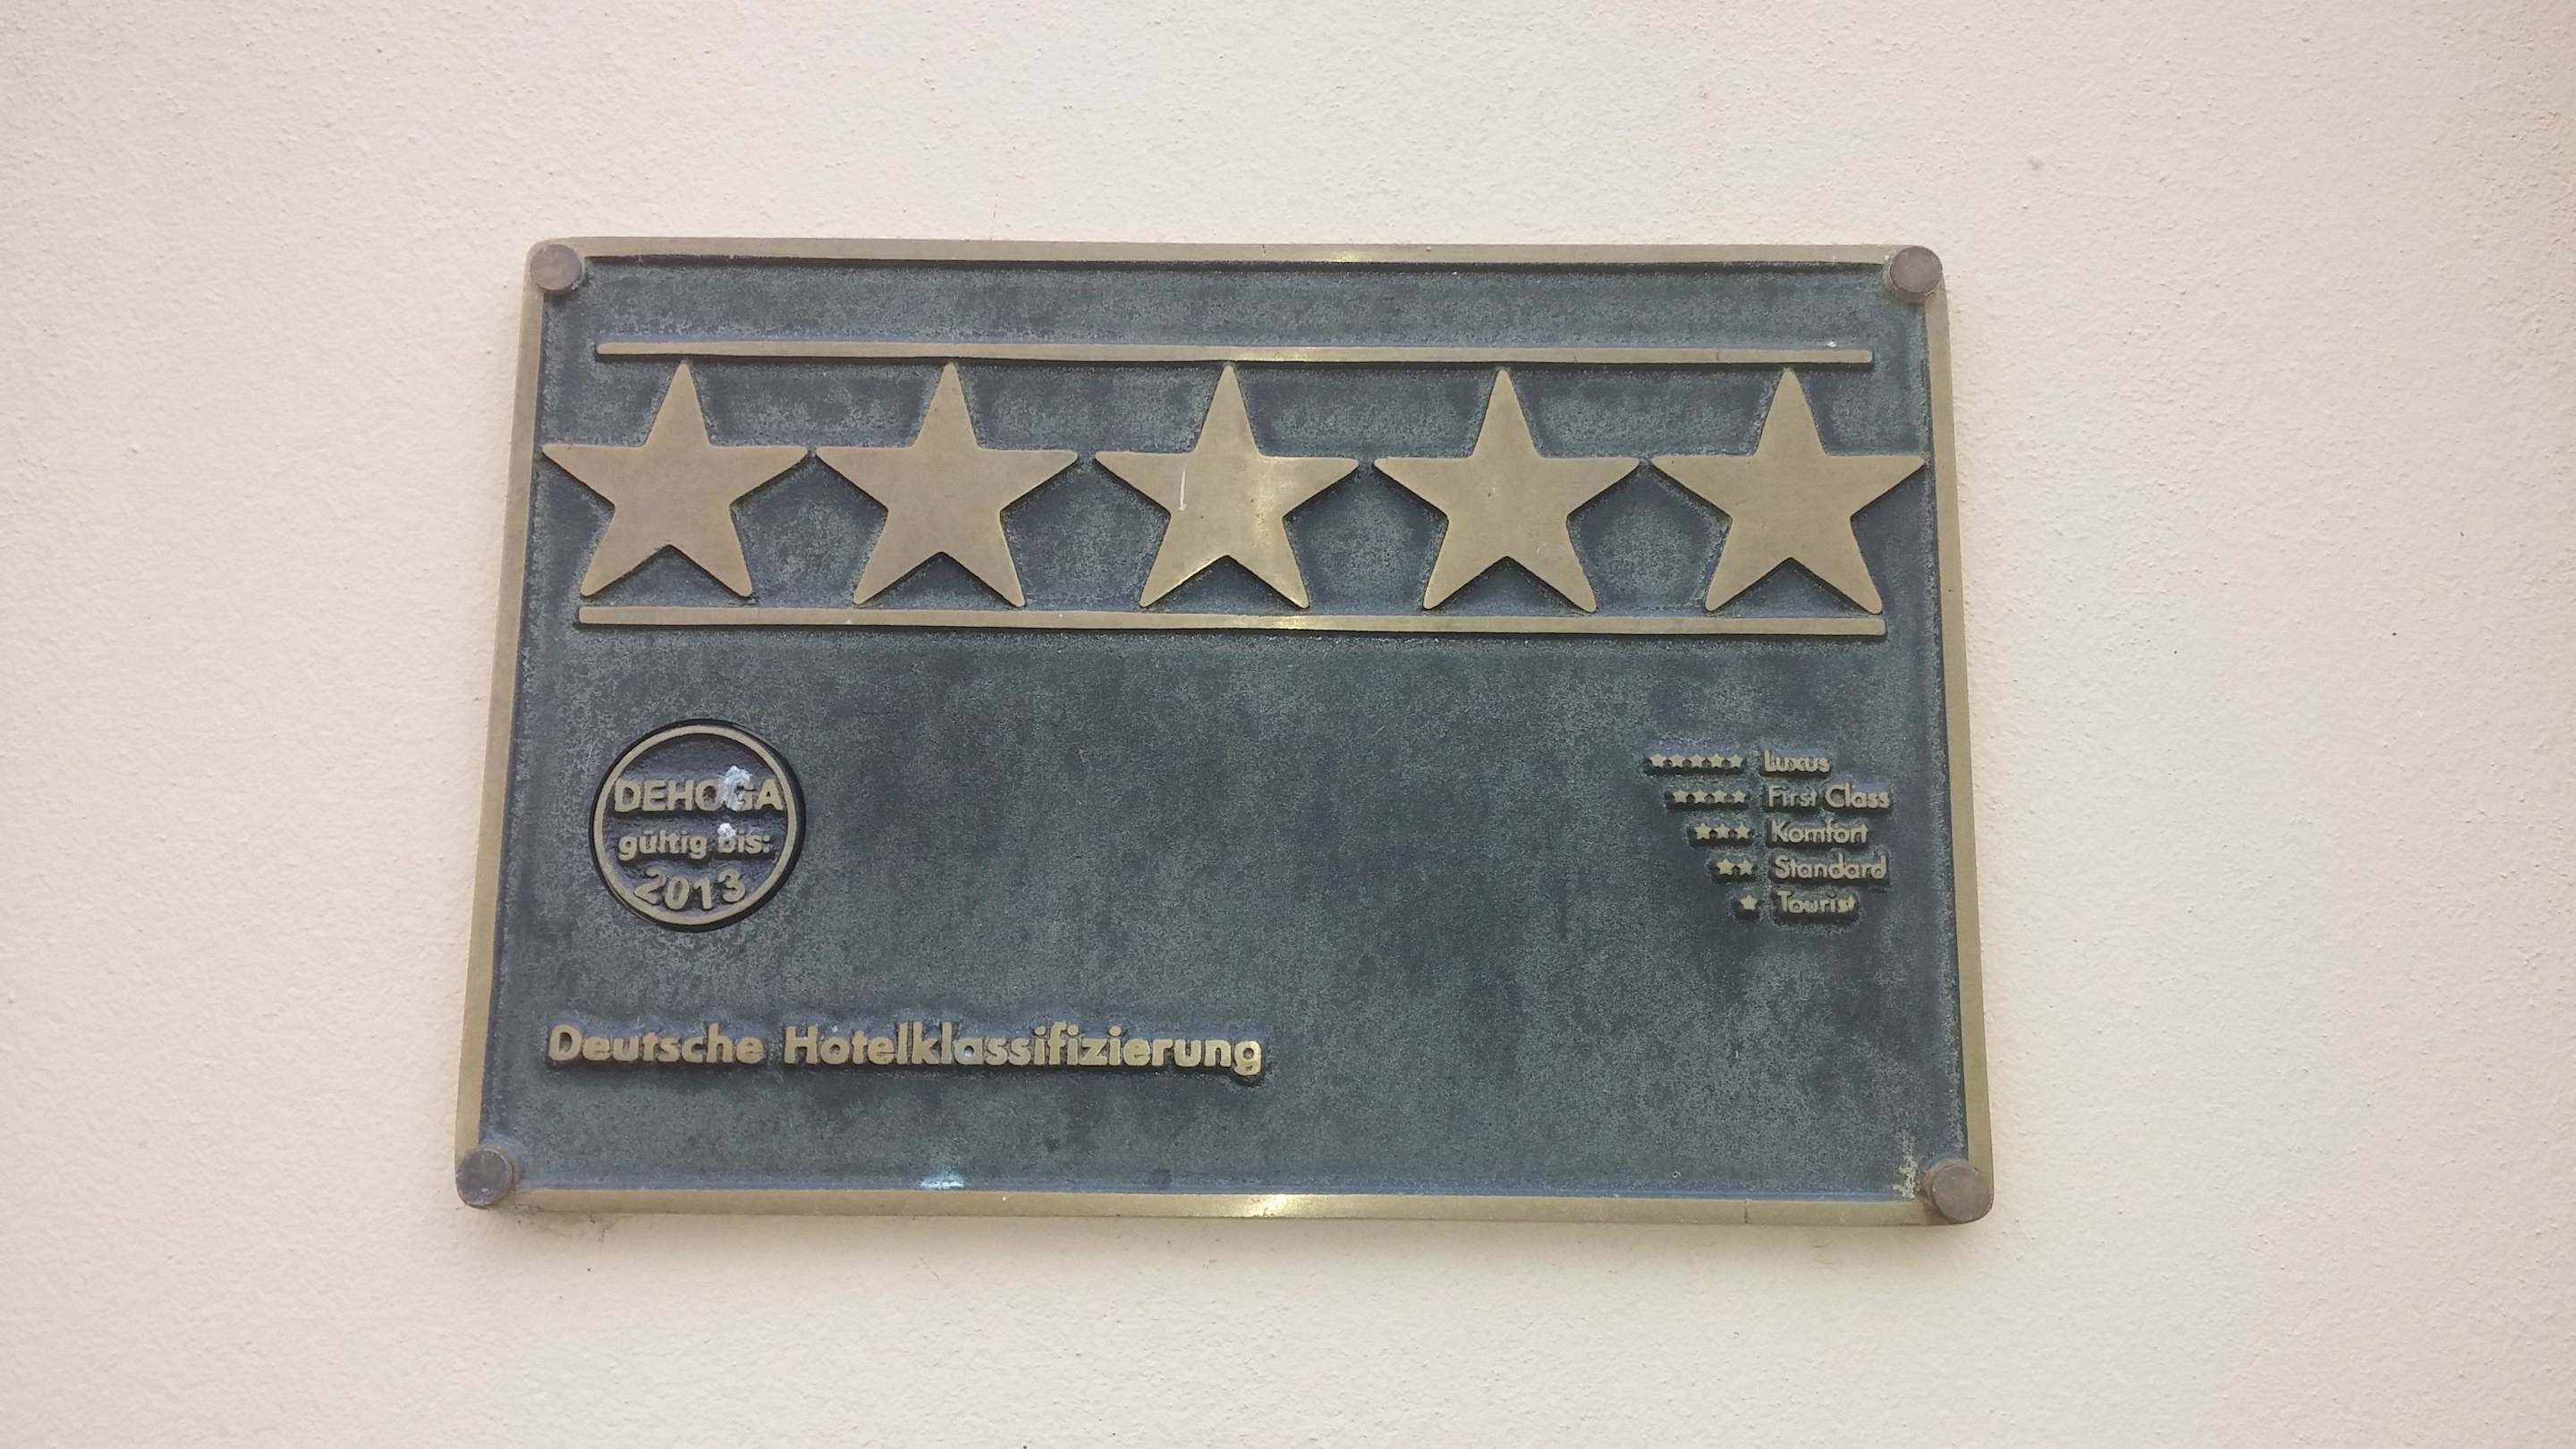 DEHOGA
gültig bis:
2013
Luxus
First Class
Komfort
Standard
Tourist
Deutsche Hotelklassifizierung